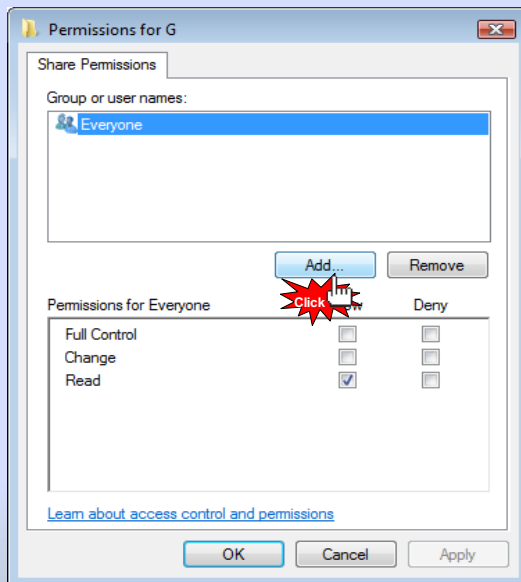 Permissions for G
Share Permissions
Group or user names:
Everyone
Add... Remove
Click
Permissions for Everyone Deny
Full Control
Change
Read
Learn about access control and permissions
OK Cancel Apply